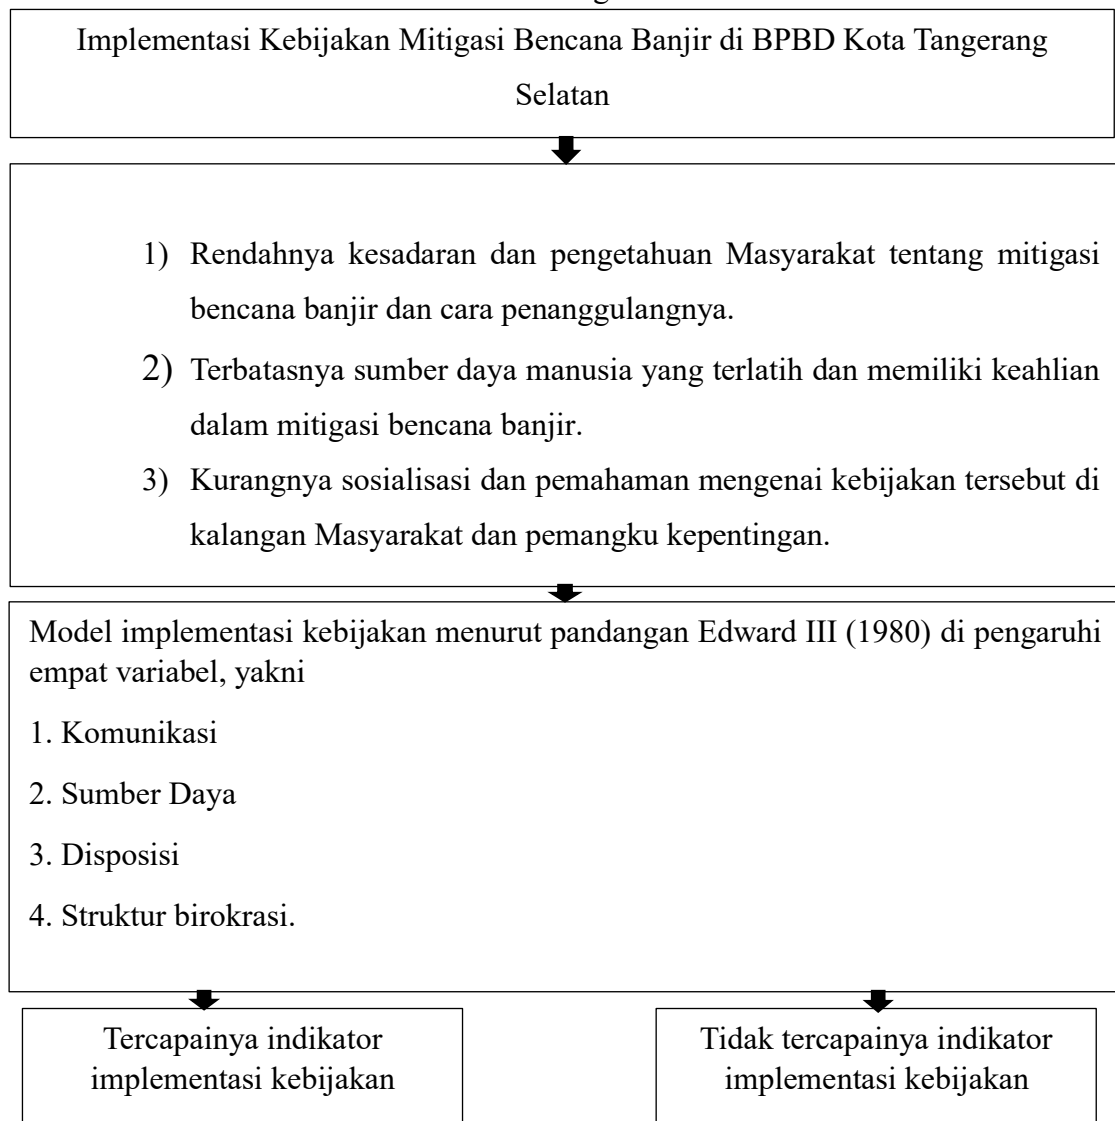 Implementasi Kebijakan Mitigasi Bencana Banjir di BPBD Kota Tangerang
Selatan
1) Rendahnya kesadaran dan pengetahuan Masyarakat tentang mitigasi
bencana banjir dan cara penanggulangnya.
2) Terbatasnya sumber daya manusia yang terlatih dan memiliki keahlian
dalam mitigasi bencana banjir.
3) Kurangnya sosialisasi dan pemahaman mengenai kebijakan tersebut di
kalangan Masyarakat dan pemangku kepentingan.
Model implementasi kebijakan menurut pandangan Edward III (1980) di pengaruhi
empat variabel, yakni
1. Komunikasi
2. Sumber Daya
3. Disposisi
4. Struktur birokrasi.
Tercapainya indikator
implementasi kebijakan
Tidak tercapainya indikator
implementasi kebijakan